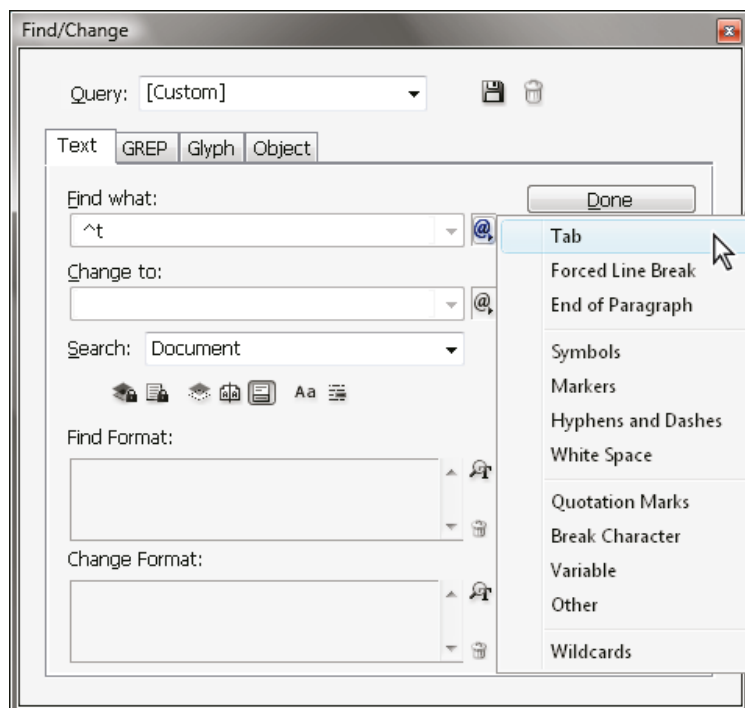 Find/Change
Query: [Custom]
Text GREP Glyph Object
Find what:
Done
^t
@
Tab
Forced Line Break
End of Paragraph
Symbols
Markers
Hyphens and Dashes
White Space
Quotation Marks
Break Character
Variable
Other
Wildcards
Change to:
@
Search: Document
Aa
Find Format:
Change Format: